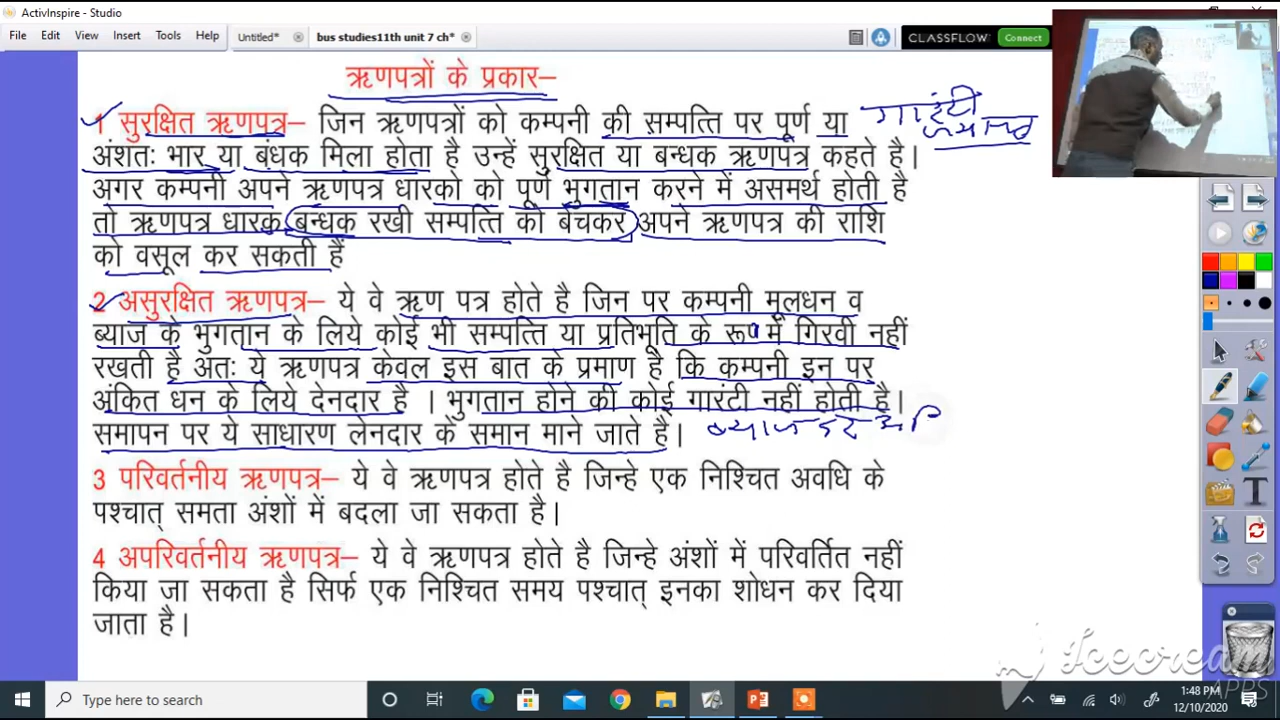 ActivInspire - Studio
File Edit View Insert Tools Help Untitled* bus studies11th unit 7 ch* CLASSFLOW Connect
ऋणपत्रों के प्रकार–
1 सुरक्षित ऋणपत्र– जिन ऋणपत्रों को कम्पनी की सम्पत्ति पर पूर्ण या
गारंटी
अंशतः भार या बंधक मिला होता है उन्हें सुरक्षित या बन्धक ऋणपत्र कहते है।
अगर कम्पनी अपने ऋणपत्र धारको को पूर्ण भुगतान करने में असमर्थ होती है
तो ऋणपत्र धारक बन्धक रखी सम्पत्ति को बेचकर अपने ऋणपत्र की राशि
को वसूल कर सकती हैं
2 असुरक्षित ऋणपत्र– ये वे ऋण पत्र होते है जिन पर कम्पनी मूलधन व
ब्याज के भुगतान के लिये कोई भी सम्पत्ति या प्रतिभूति के रूप में गिरवी नहीं
रखती है अतः ये ऋणपत्र केवल इस बात के प्रमाण है कि कम्पनी इन पर
अंकित धन के लिये देनदार है । भुगतान होने की कोई गारंटी नहीं होती है।
समापन पर ये साधारण लेनदार के समान माने जाते है। ब्याज दर
3 परिवर्तनीय ऋणपत्र– ये वे ऋणपत्र होते है जिन्हे एक निश्चित अवधि के
पश्चात् समता अंशों में बदला जा सकता है।
4 अपरिवर्तनीय ऋणपत्र– ये वे ऋणपत्र होते है जिन्हे अंशों में परिवर्तित नहीं
किया जा सकता है सिर्फ एक निश्चित समय पश्चात् इनका शोधन कर दिया
जाता है।
Icecream
APPS
Type here to search
1:48 PM
12/10/2020